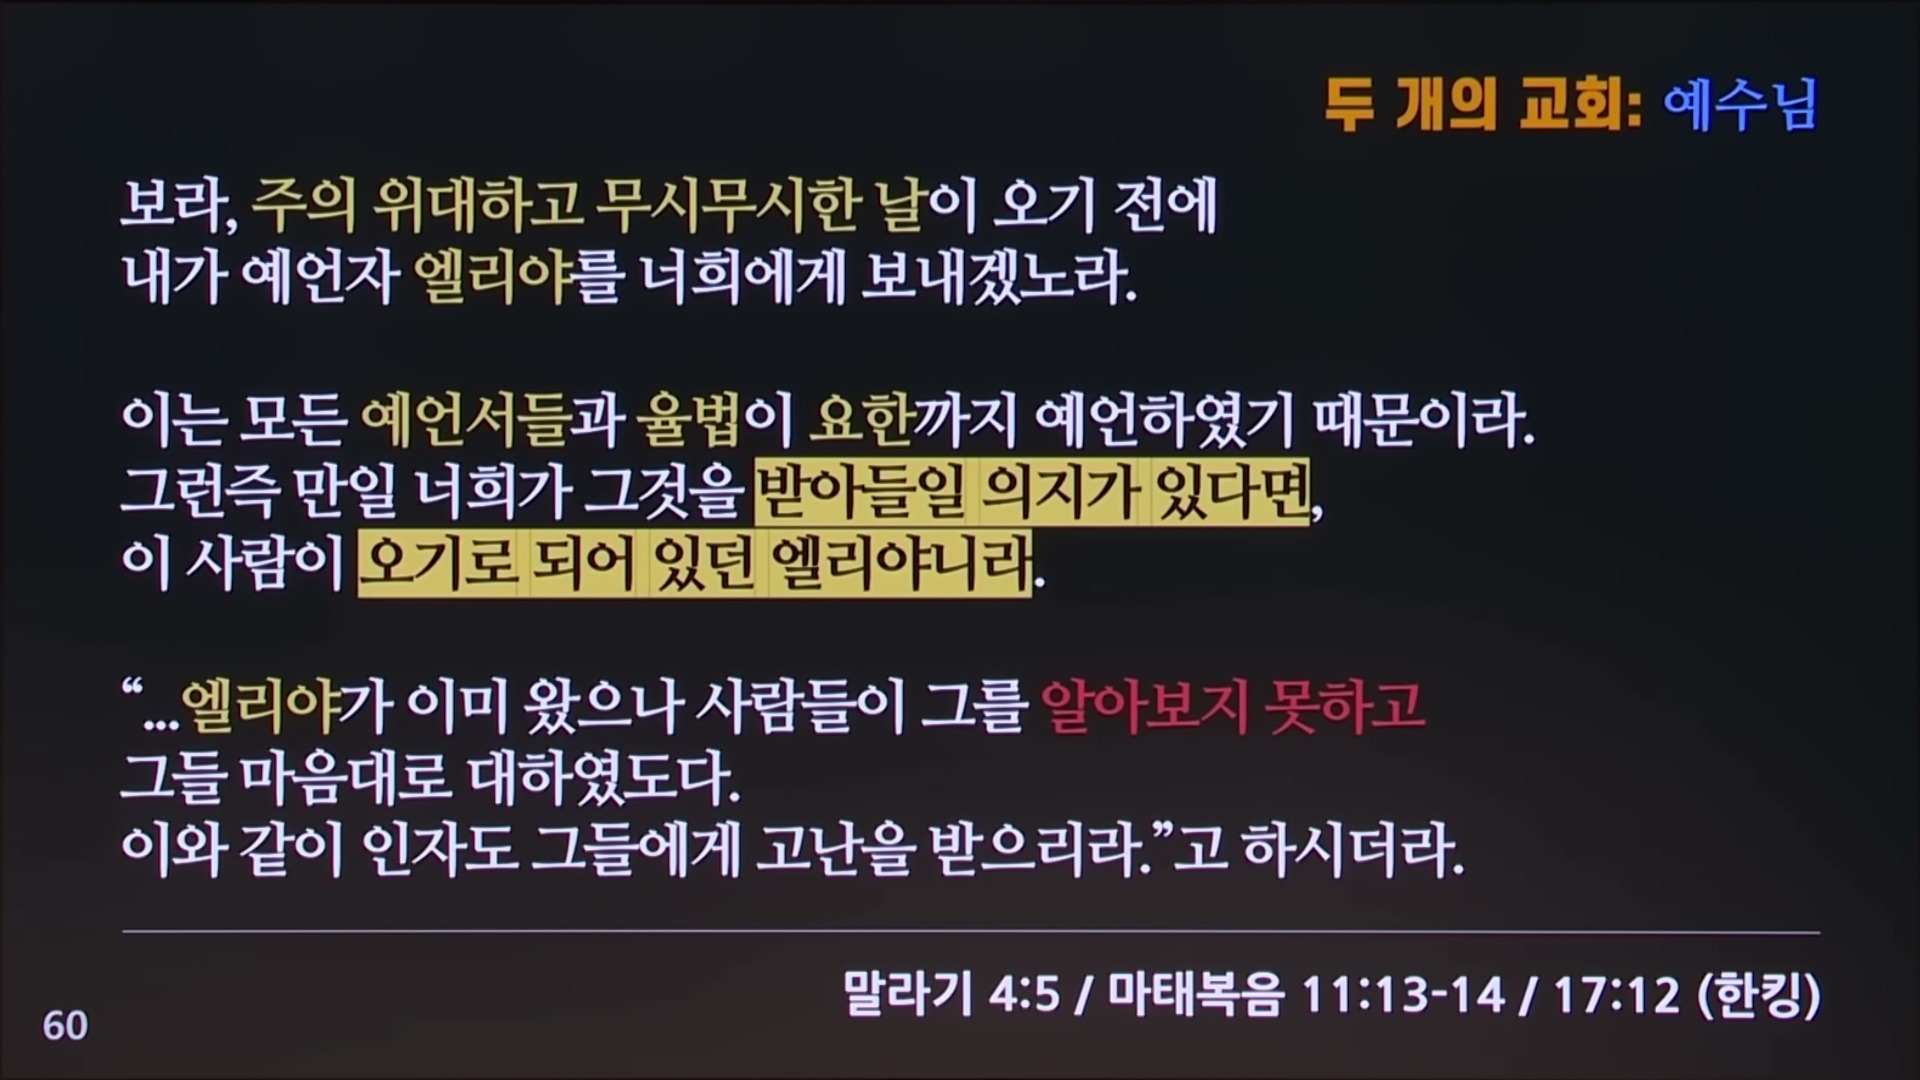 두 개의 교회: 예수님
보라, 주의 위대하고 무시무시한 날이 오기 전에
내가 예언자 엘리야를 너희에게 보내겠노라.
이는 모든 예언서들과 율법이 요한까지 예언하였기 때문이라.
그런즉 만일 너희가 그것을 받아들일 의지가 있다면,
이 사람이 오기로 되어 있던 엘리야니라.
“...엘리야가 이미 왔으나 사람들이 그를 알아보지 못하고
그들 마음대로 대하였도다.
이와 같이 인자도 그들에게 고난을 받으리라.”고 하시더라.
말라기 4:5 / 마태복음 11:13-14 / 17:12 (한킹)
60